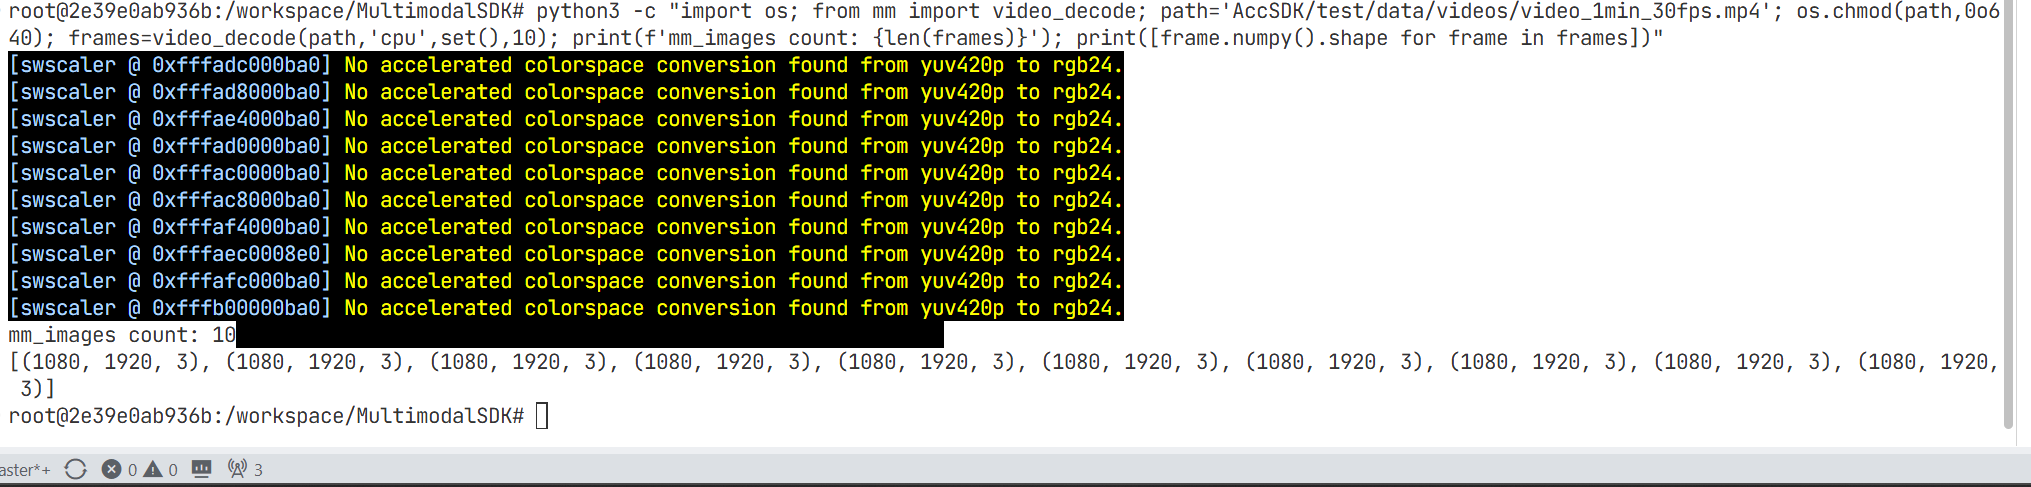 root@2e39e0ab936b:/workspace/MultimodalSDK# python3 -c "import os; from mm import video_decode; path='AccSDK/test/data/videos/video_1min_30fps.mp4'; os.chmod(path,0o6
40); frames=video_decode(path,'cpu',set(),10); print(f'mm_images count: {len(frames)}'); print([frame.numpy().shape for frame in frames])"
[swscaler @ 0xfffadc000ba0] No accelerated colorspace conversion found from yuv420p to rgb24.
[swscaler @ 0xfffad8000ba0] No accelerated colorspace conversion found from yuv420p to rgb24.
[swscaler @ 0xfffae4000ba0] No accelerated colorspace conversion found from yuv420p to rgb24.
[swscaler @ 0xfffad0000ba0] No accelerated colorspace conversion found from yuv420p to rgb24.
[swscaler @ 0xfffac0000ba0] No accelerated colorspace conversion found from yuv420p to rgb24.
[swscaler @ 0xfffac8000ba0] No accelerated colorspace conversion found from yuv420p to rgb24.
[swscaler @ 0xfffaf4000ba0] No accelerated colorspace conversion found from yuv420p to rgb24.
[swscaler @ 0xfffaec0008e0] No accelerated colorspace conversion found from yuv420p to rgb24.
[swscaler @ 0xfffafc000ba0] No accelerated colorspace conversion found from yuv420p to rgb24.
[swscaler @ 0xfffb00000ba0] No accelerated colorspace conversion found from yuv420p to rgb24.
mm_images count: 10
[(1080, 1920, 3), (1080, 1920, 3), (1080, 1920, 3), (1080, 1920, 3), (1080, 1920, 3), (1080, 1920, 3), (1080, 1920, 3), (1080, 1920, 3), (1080, 1920, 3), (1080, 1920,
 3)]
root@2e39e0ab936b:/workspace/MultimodalSDK#
aster*+ 0 0 3